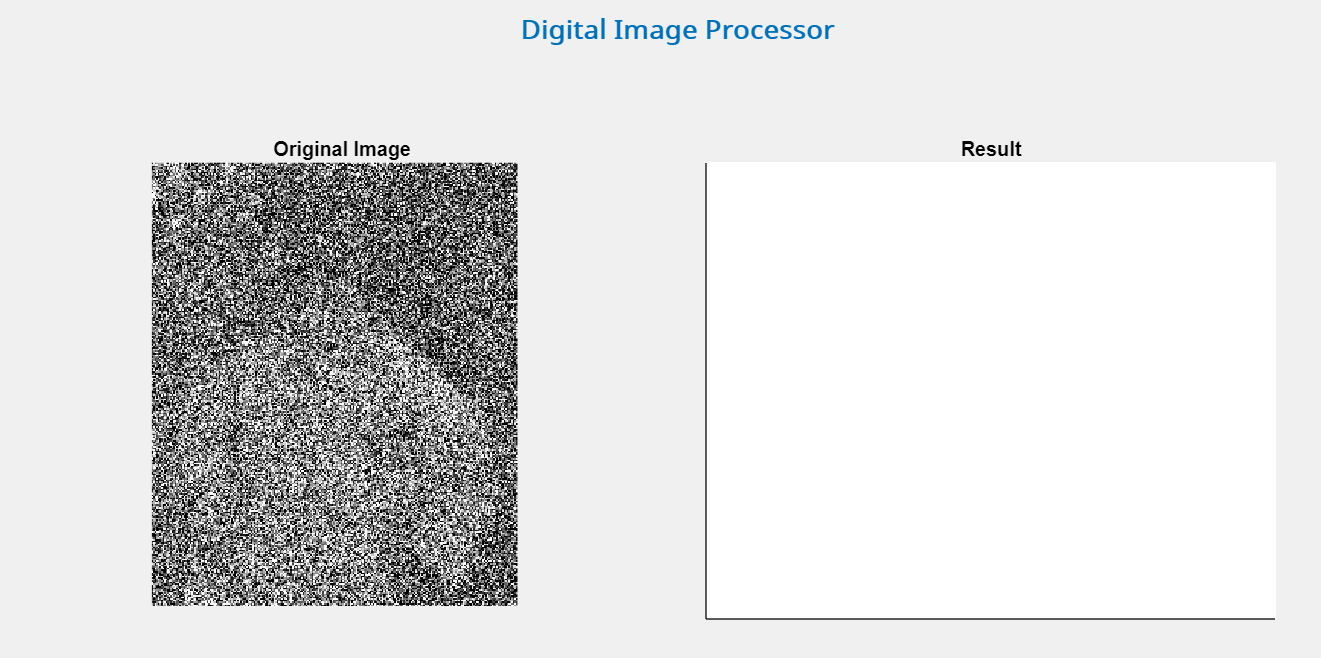 Digital Image Processor
Original Image
Result